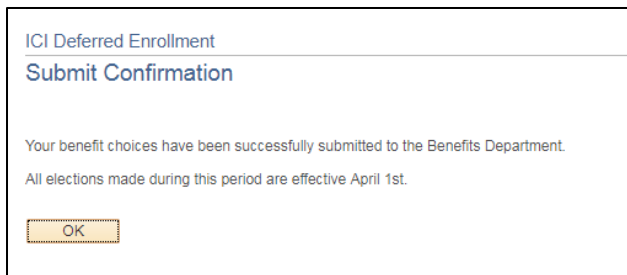 ICI Deferred Enrollment
Submit Confirmation
Your benefit choices have been successfully submitted to the Benefits Department.
All elections made during this period are effective April 1st.
OK